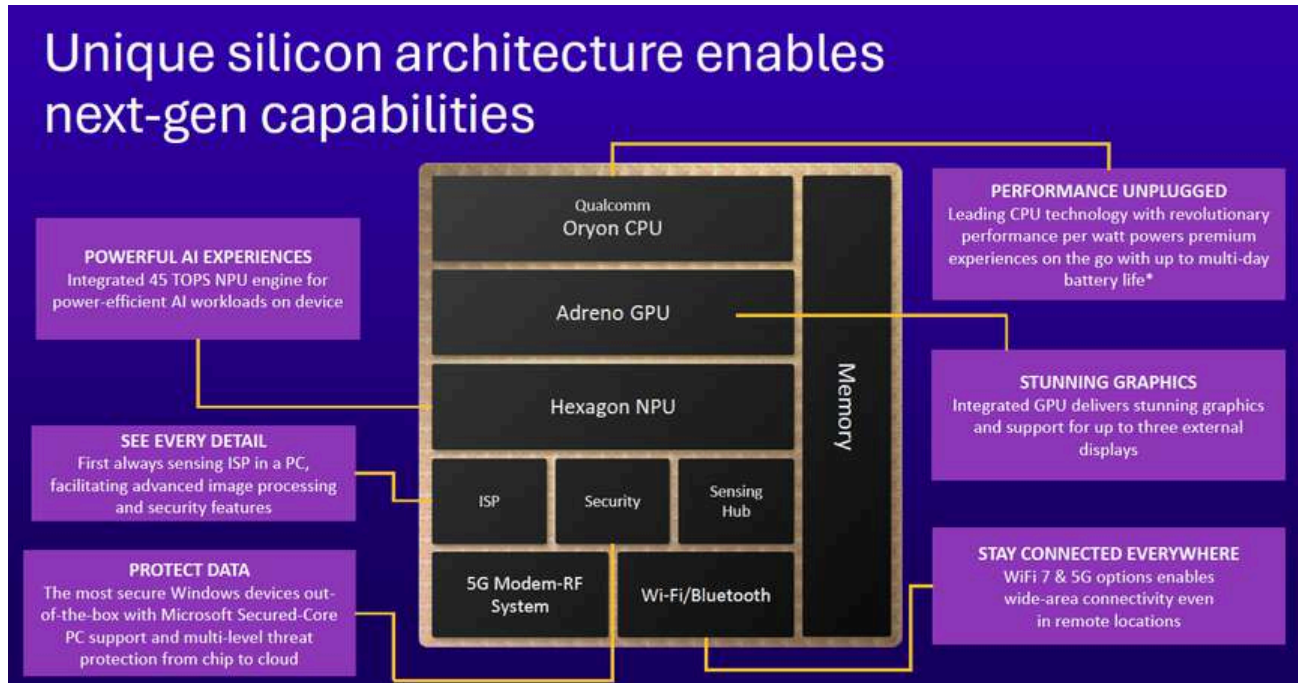 Unique silicon architecture enables
next-gen capabilities
POWERFUL AI EXPERIENCES
Integrated 45 TOPS NPU engine for
power-efficient AI workloads on device
SEE EVERY DETAIL
First always sensing ISP in a PC,
facilitating advanced image processing
and security features
PROTECT DATA
The most secure Windows devices out-
of-the-box with Microsoft Secured-Core
PC support and multi-level threat
protection from chip to cloud
Qualcomm
Oryon CPU
Adreno GPU
Hexagon NPU
ISP
Security
Sensing
Hub
5G Modem-RF
System
Wi-Fi/Bluetooth
Memory
PERFORMANCE UNPLUGGED
Leading CPU technology with revolutionary
performance per watt powers premium
experiences on the go with up to multi-day
battery life*
STUNNING GRAPHICS
Integrated GPU delivers stunning graphics
and support for up to three external
displays
STAY CONNECTED EVERYWHERE
WiFi 7 & 5G options enables
wide-area connectivity even
in remote locations